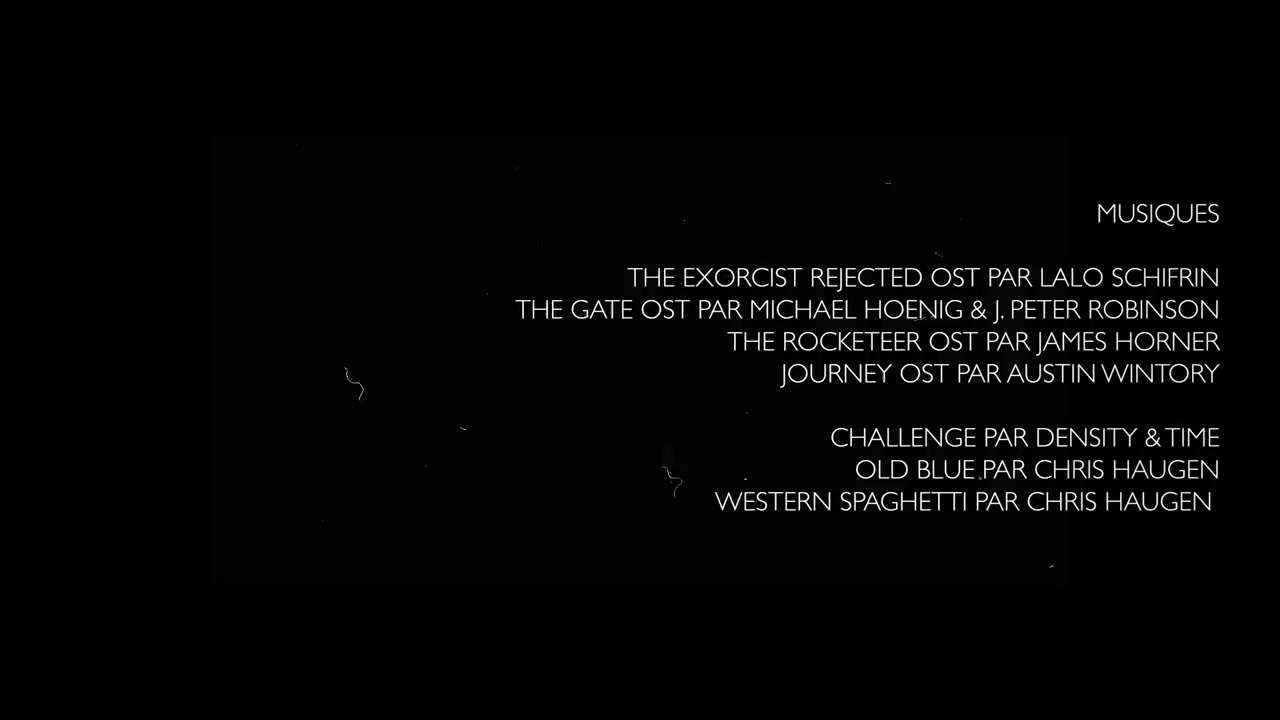 MUSIQUES
THE EXORCIST REJECTED OST PAR LALO SCHIFRIN
THE GATE OST PAR MICHAEL HOENIG & J. PETER ROBINSON
THE ROCKETEER OST PAR JAMES HORNER
JOURNEY OST PAR AUSTIN WINTORY
CHALLENGE PAR DENSITY & TIME
OLD BLUE PAR CHRIS HAUGEN
WESTERN SPAGHETTI PAR CHRIS HAUGEN